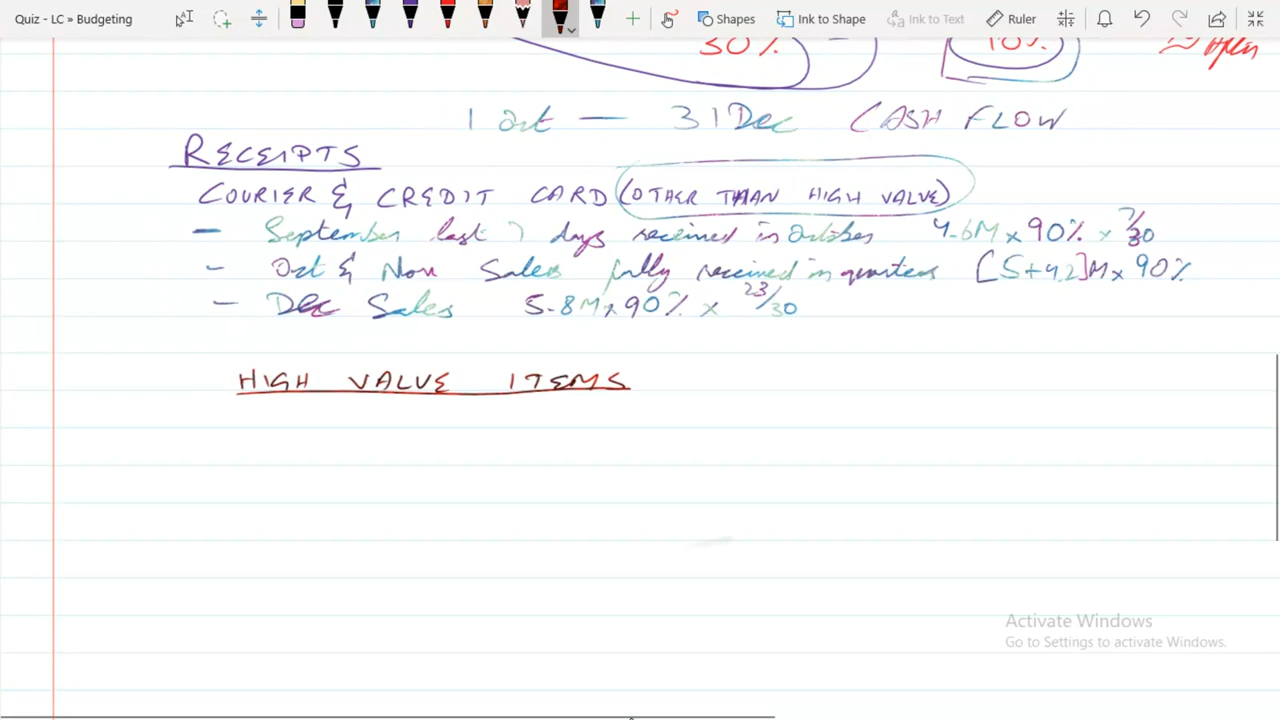 Quiz - LC » Budgeting
Shapes Ink to Shape Ink to Text Ruler
30% 10%
1 Oct — 31 Dec CASH FLOW
RECEIPTS
COURIER & CREDIT CARD (OTHER THAN HIGH VALUE)
- September last 7 days received in October 4.6M x 90% x 7/30
- Oct & Nov Sales fully received in quarters [5+4.2]M x 90%
- Dec Sales 5.8M x 90% x 23/30
HIGH VALUE ITEMS
Activate Windows
Go to Settings to activate Windows.